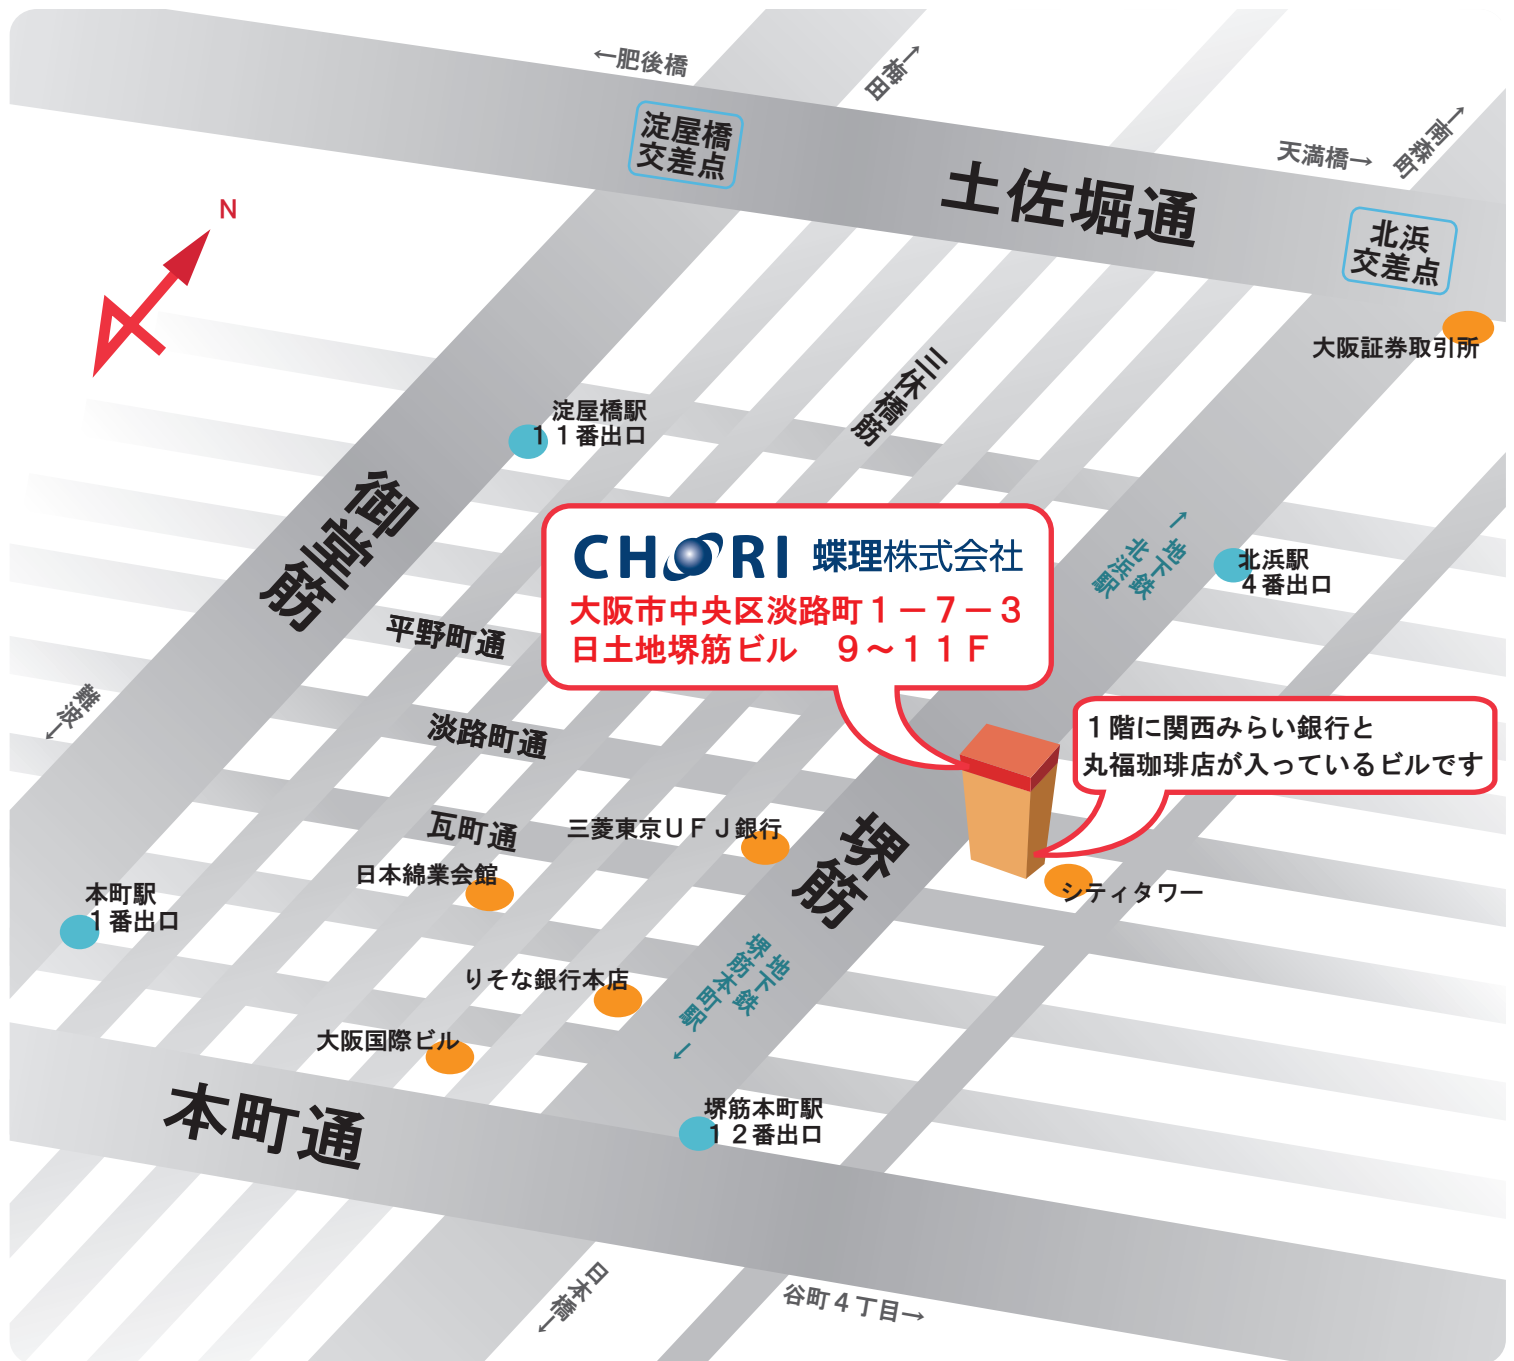 ←肥後橋
↑梅田
淀屋橋
交差点
土佐堀通
天満橋→
↑南森町
北浜
交差点
大阪証券取引所
N
三休橋筋
淀屋橋駅
１１番出口
御堂筋
CHORI 蝶理株式会社
大阪市中央区淡路町１－７－３
日土地堺筋ビル　９～１１Ｆ
↑地下鉄
北浜駅
北浜駅
４番出口
平野町通
難波↓
淡路町通
１階に関西みらい銀行と
丸福珈琲店が入っているビルです
瓦町通
三菱東京ＵＦＪ銀行
堺筋
日本綿業会館
シティタワー
本町駅
１番出口
地下鉄
堺筋本町駅↓
りそな銀行本店
大阪国際ビル
本町通
堺筋本町駅
１２番出口
日本橋↓
谷町４丁目→